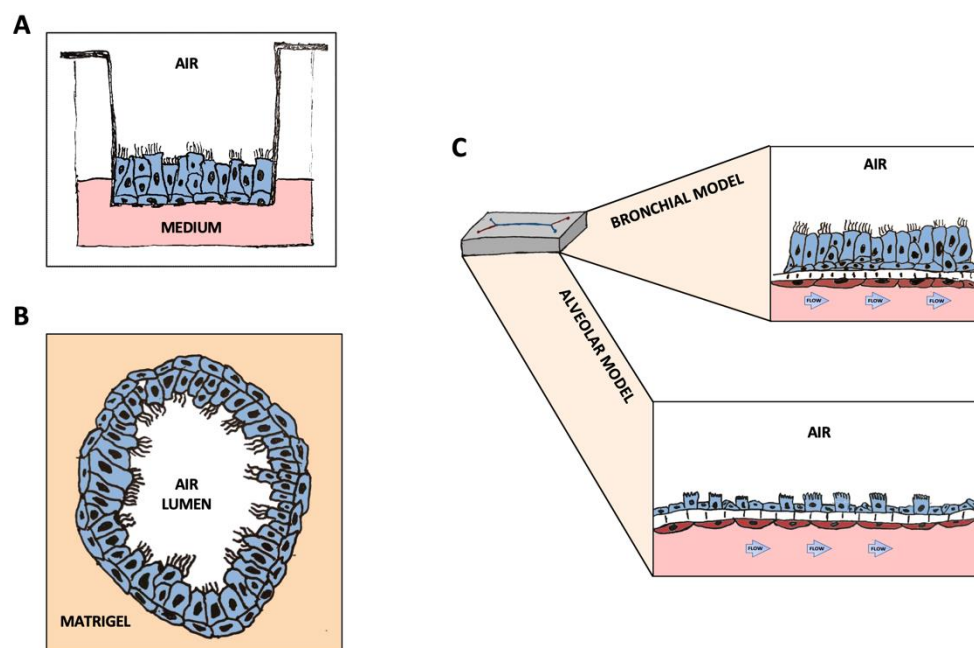 A
AIR
MEDIUM
B
AIR
LUMEN
MATRIGEL
C
BRONCHIAL MODEL
AIR
FLOW
FLOW
FLOW
ALVEOLAR MODEL
AIR
FLOW
FLOW
FLOW